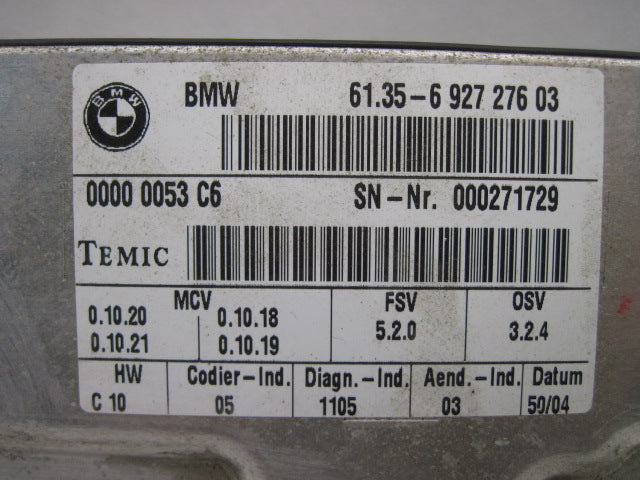 BMW
BMW 61.35-6 927 276 03
0000 0053 C6 SN-Nr. 000271729
TEMIC
MCV FSV OSV
0.10.20 0.10.18 5.2.0 3.2.4
0.10.21 0.10.19
HW Codier-Ind. Diagn.-Ind. Aend.-Ind. Datum
C 10 05 1105 03 50/04